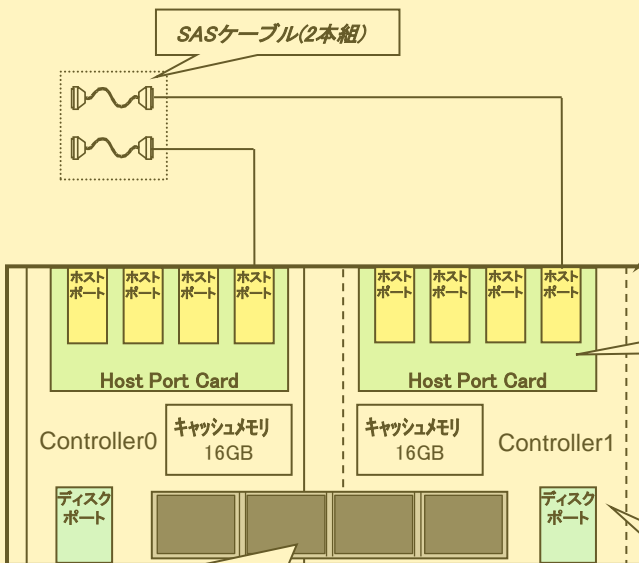 SASケーブル(2本組)
ホスト
ポート
ホスト
ポート
ホスト
ポート
ホスト
ポート
ホスト
ポート
ホスト
ポート
ホスト
ポート
ホスト
ポート
Host Port Card
Host Port Card
Controller0
キャッシュメモリ
16GB
キャッシュメモリ
16GB
Controller1
ディスク
ポート
ディスク
ポート